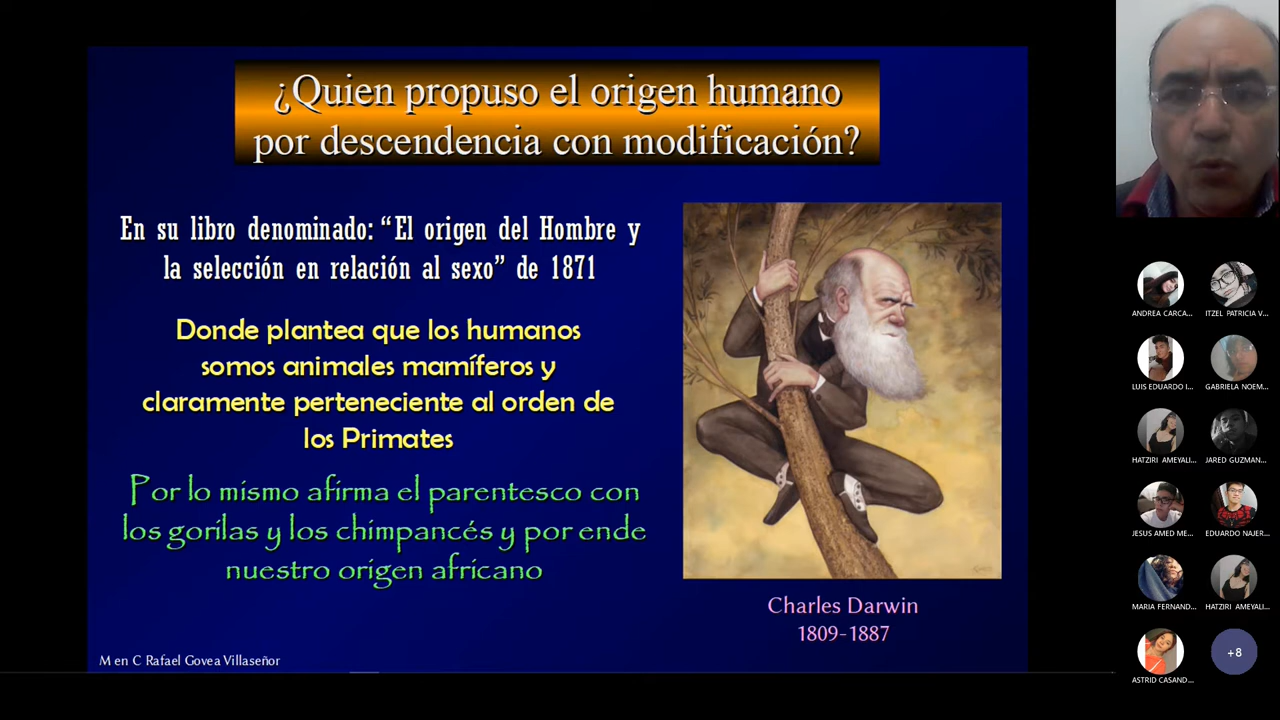 ¿Quien propuso el origen humano
por descendencia con modificación?
En su libro denominado: “El origen del Hombre y
la selección en relación al sexo” de 1871
Donde plantea que los humanos
somos animales mamíferos y
claramente perteneciente al orden de
los Primates
Por lo mismo afirma el parentesco con
los gorilas y los chimpancés y por ende
nuestro origen africano
Charles Darwin
1809-1887
M en C Rafael Govea Villaseñor
ANDREA CARCA...
ITZEL PATRICIA V...
LUIS EDUARDO I...
GABRIELA NOEM...
HATZIRI AMEYALI...
JARED GUZMAN...
JESUS AMED ME...
EDUARDO NAJER...
MARIA FERNAND...
HATZIRI AMEYALI...
ASTRID CASAND...
+8